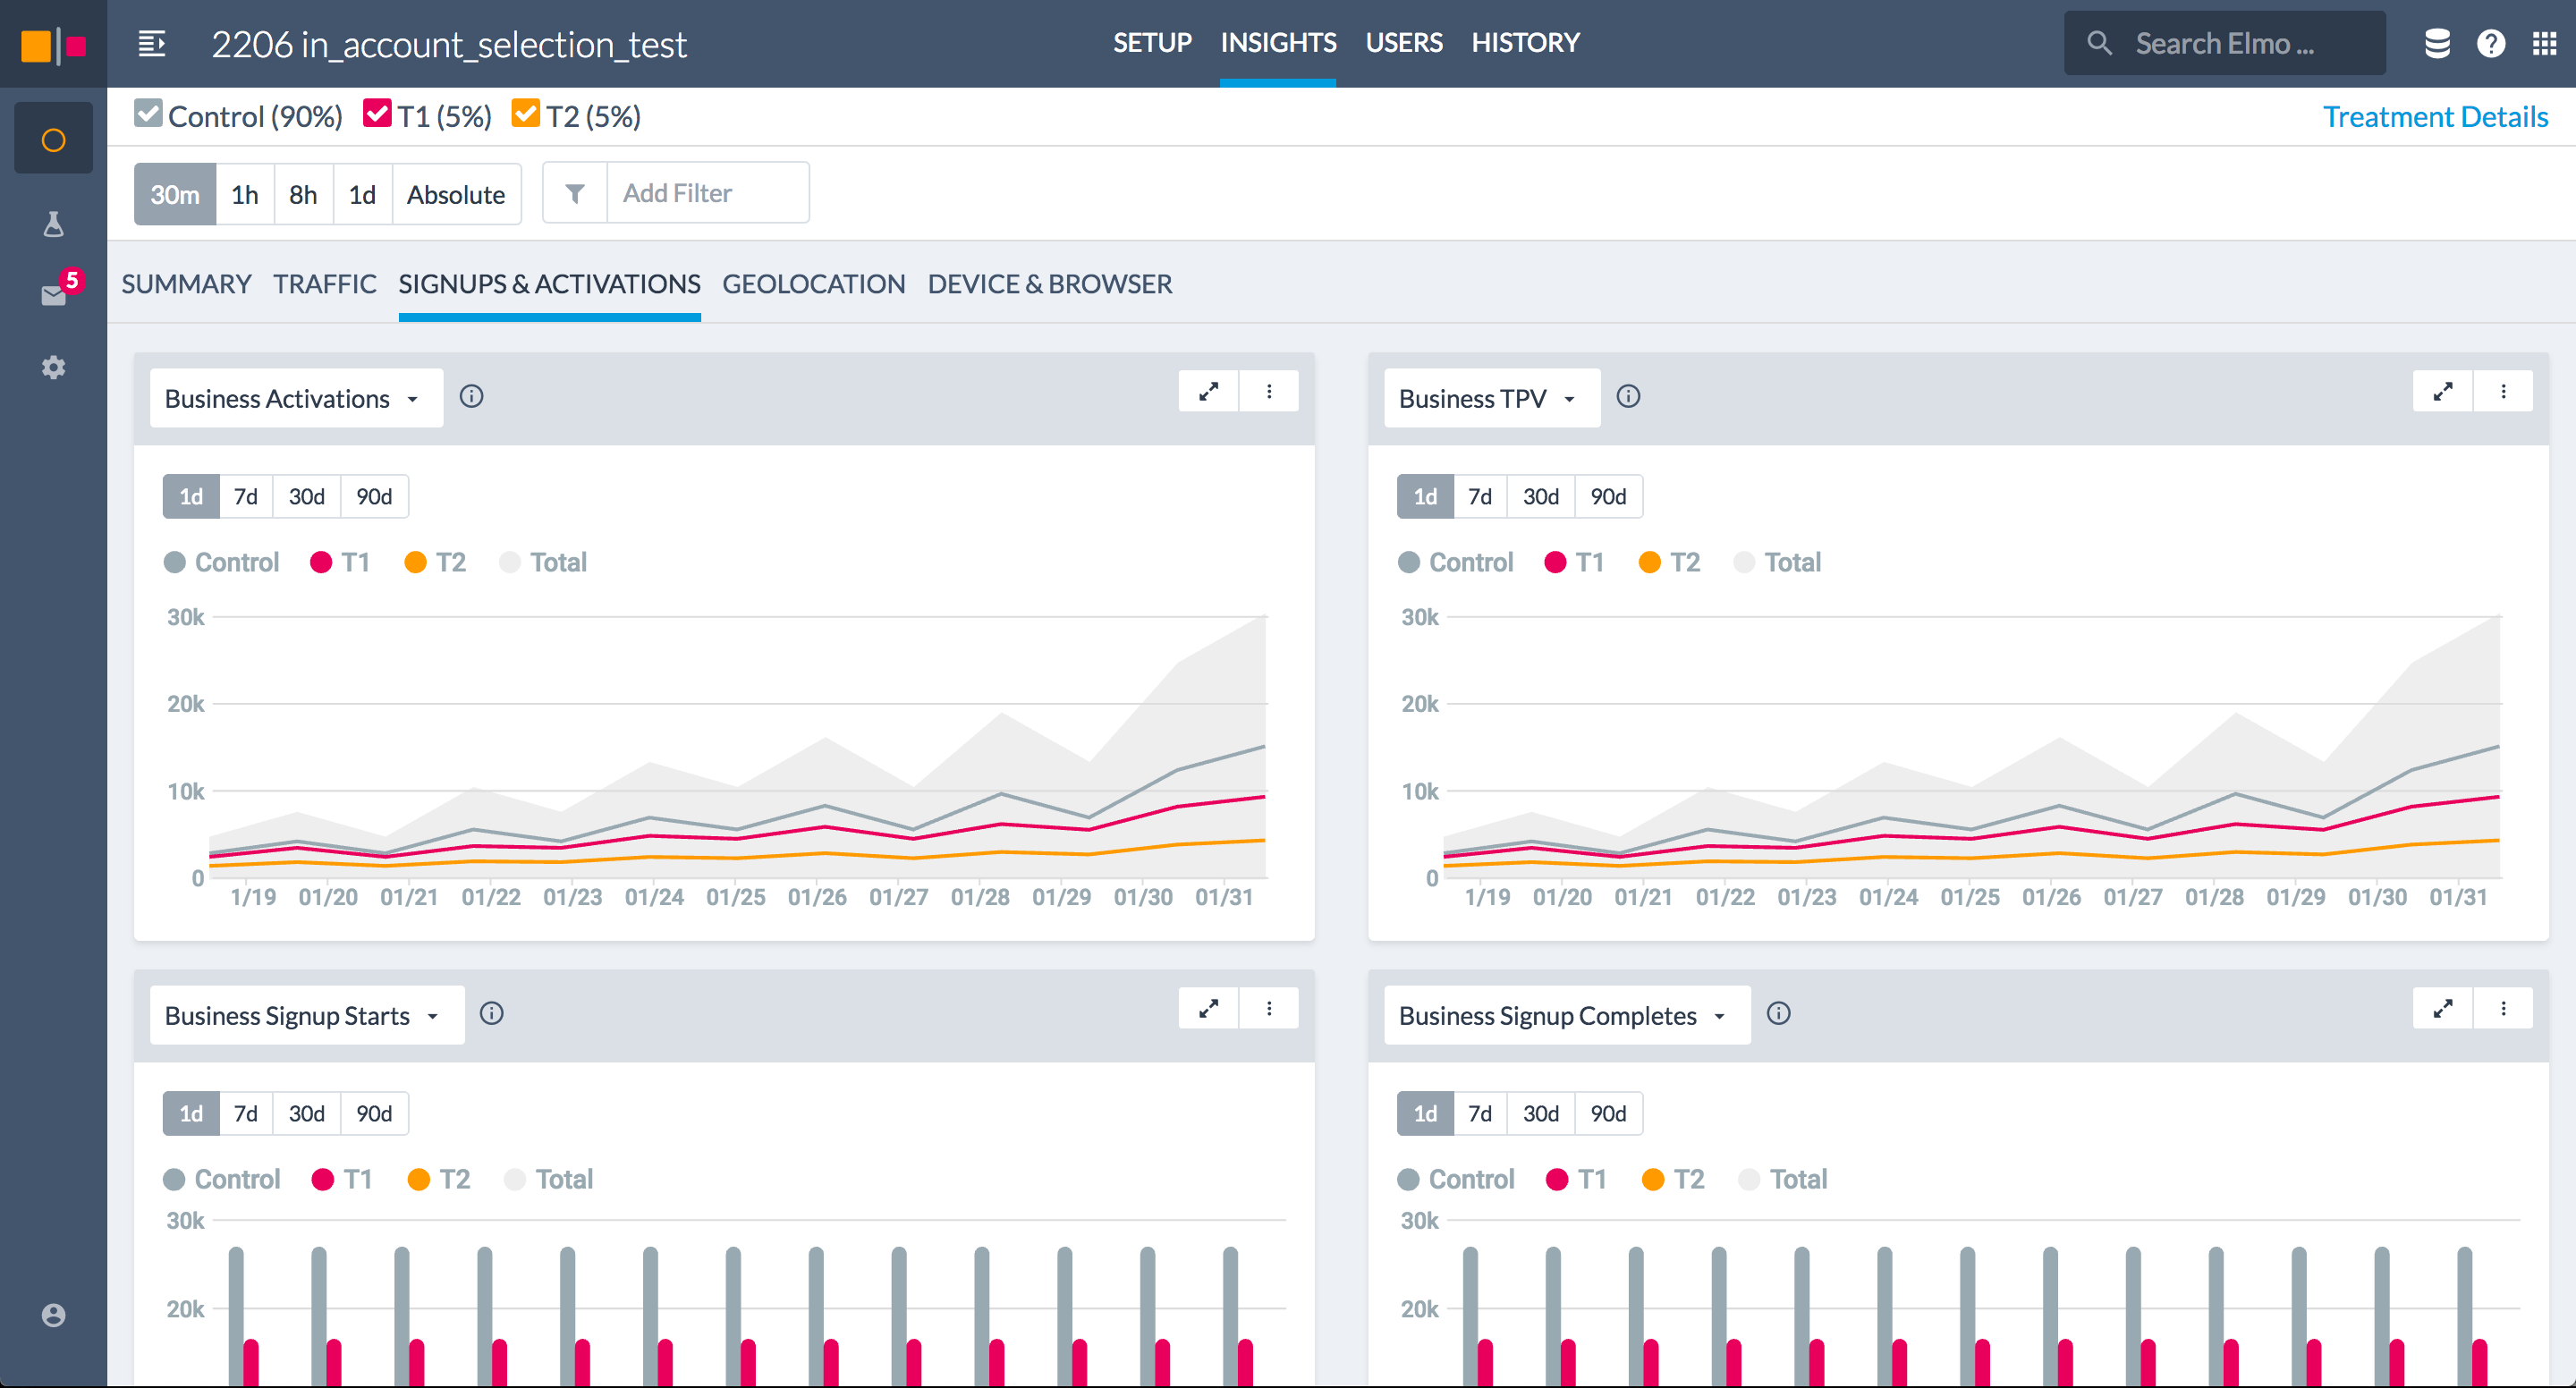 2206 in_account_selection_test SETUP INSIGHTS USERS HISTORY Search Elmo ...
Control (90%) T1 (5%) T2 (5%) Treatment Details
30m 1h 8h 1d Absolute Add Filter
5
SUMMARY TRAFFIC SIGNUPS & ACTIVATIONS GEOLOCATION DEVICE & BROWSER
Business Activations
1d 7d 30d 90d
Control T1 T2 Total
30k
20k
10k
0
1/19 01/20 01/21 01/22 01/23 01/24 01/25 01/26 01/27 01/28 01/29 01/30 01/31
Business TPV
1d 7d 30d 90d
Control T1 T2 Total
30k
20k
10k
0
1/19 01/20 01/21 01/22 01/23 01/24 01/25 01/26 01/27 01/28 01/29 01/30 01/31
Business Signup Starts
1d 7d 30d 90d
Control T1 T2 Total
30k
20k
Business Signup Completes
1d 7d 30d 90d
Control T1 T2 Total
30k
20k